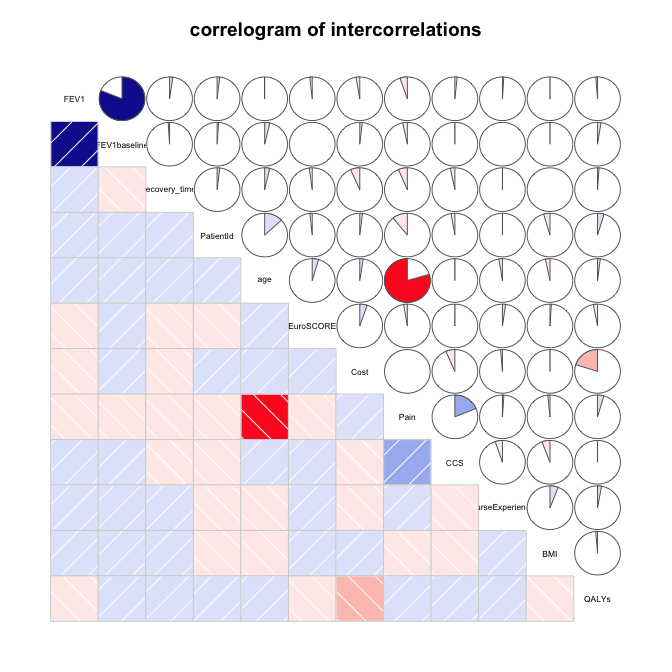 correlogram of intercorrelations
FEV1
FEV1baseline
ecovery_time
PatientId
age
EuroSCORE
Cost
Pain
CCS
urseExperien
BMI
QALYs